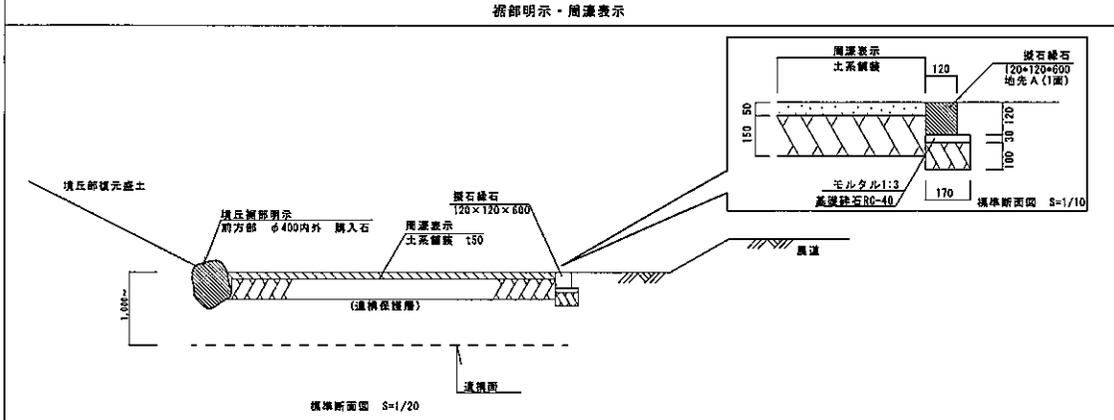 裾部明示・周濠表示
周濠表示
土系舗装
120
擬石縁石
120*120*600
地先A(1面)
50
150
120
30
100
モルタル1:3
基礎砕石RC-40
170
標準断面図 S=1/10
墳丘部復元盛土
墳丘裾部明示
前方部 φ400内外 購入石
擬石縁石
120×120×600
周濠表示
土系舗装 t50
農道
(遺構保護層)
1,000~
遺構面
標準断面図 S=1/20